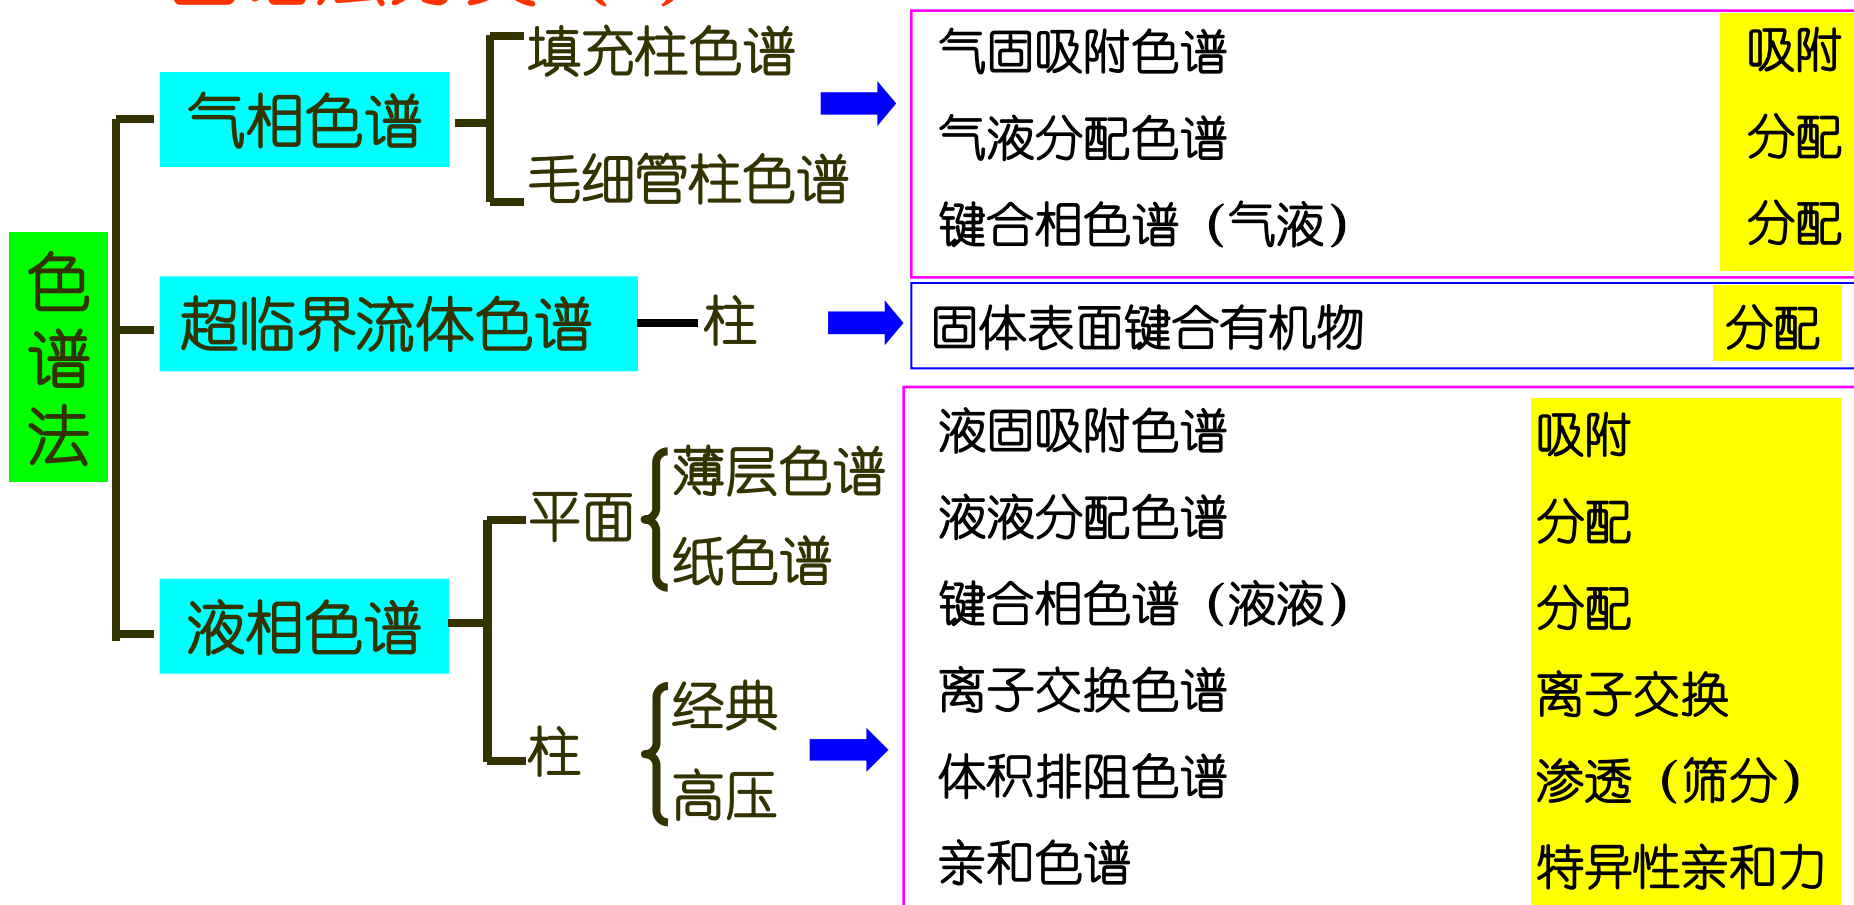 色谱法
气相色谱
填充柱色谱
毛细管柱色谱
气固吸附色谱 吸附
气液分配色谱 分配
键合相色谱（气液） 分配
超临界流体色谱
柱
固体表面键合有机物 分配
液相色谱
平面
薄层色谱
纸色谱
柱
经典
高压
液固吸附色谱 吸附
液液分配色谱 分配
键合相色谱（液液） 分配
离子交换色谱 离子交换
体积排阻色谱 渗透（筛分）
亲和色谱 特异性亲和力